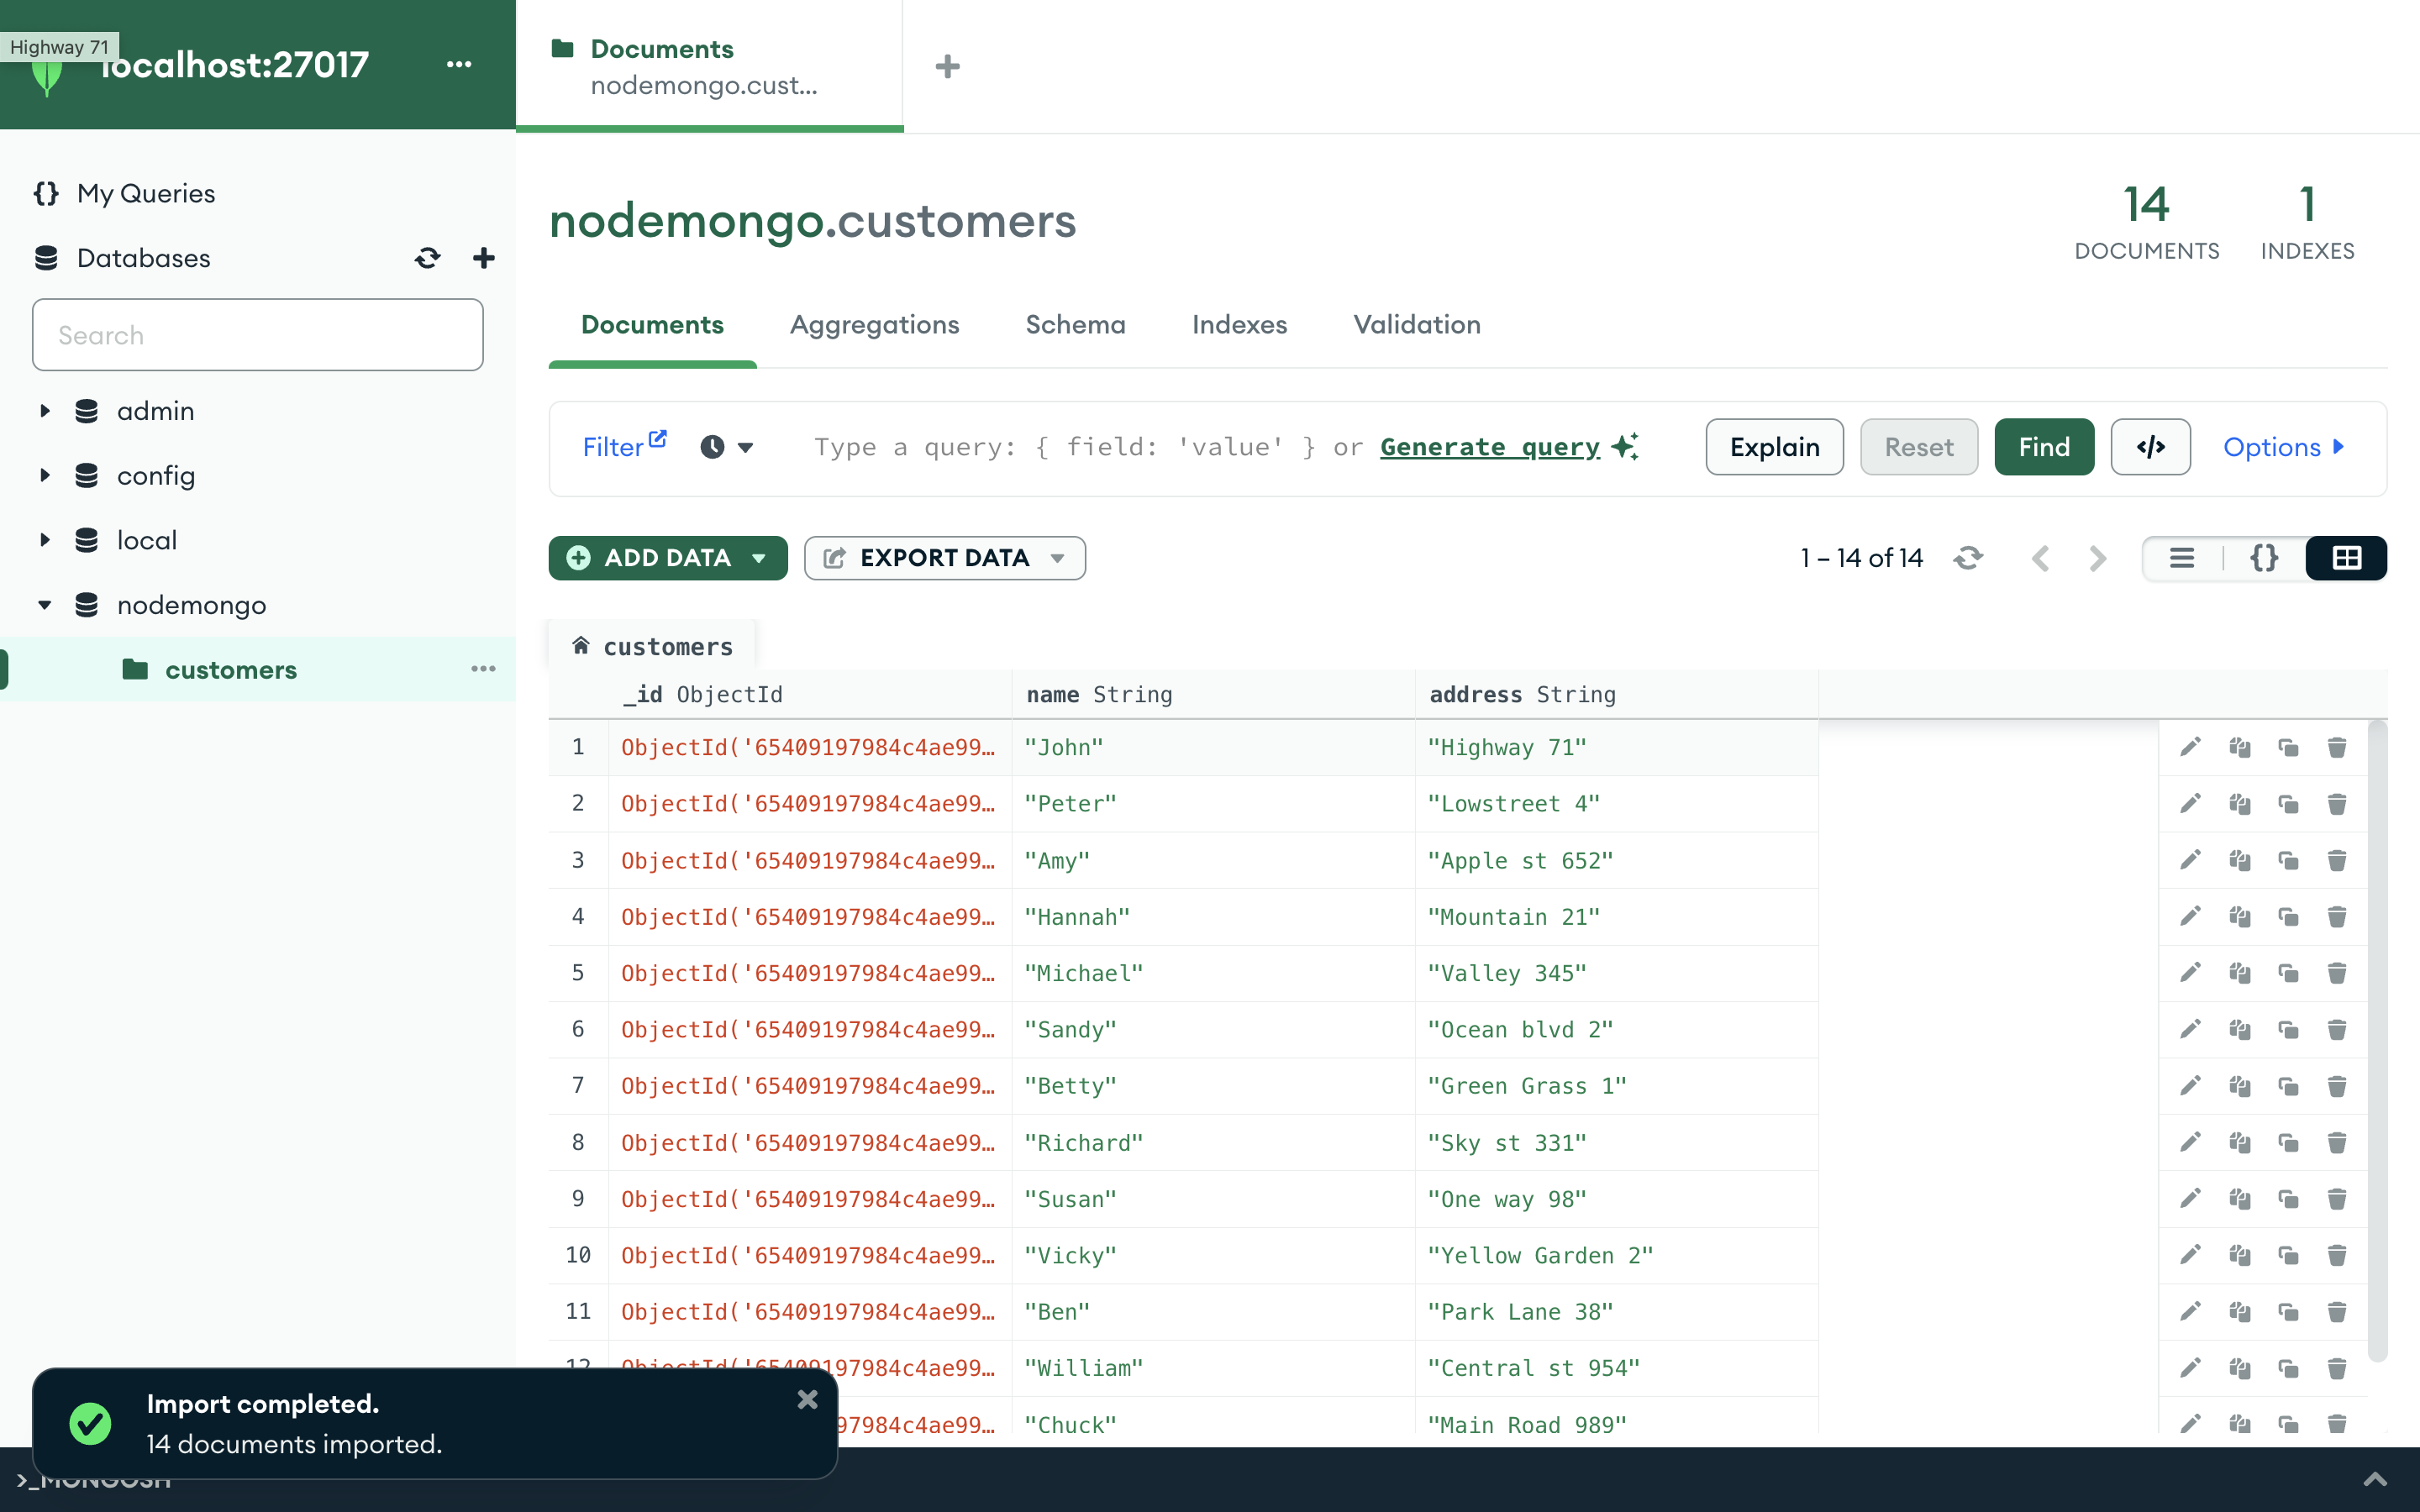 Highway 71
localhost:27017
Documents
nodemongo.cust...
My Queries
Databases
Search
admin
config
local
nodemongo
customers
nodemongo.customers
14
DOCUMENTS
1
INDEXES
Documents Aggregations Schema Indexes Validation
Filter Type a query: { field: 'value' } or Generate query Explain Reset Find </> Options
ADD DATA EXPORT DATA 1 – 14 of 14 {}
customers
_id ObjectId name String address String
1 ObjectId('65409197984c4ae99… "John" "Highway 71"
2 ObjectId('65409197984c4ae99… "Peter" "Lowstreet 4"
3 ObjectId('65409197984c4ae99… "Amy" "Apple st 652"
4 ObjectId('65409197984c4ae99… "Hannah" "Mountain 21"
5 ObjectId('65409197984c4ae99… "Michael" "Valley 345"
6 ObjectId('65409197984c4ae99… "Sandy" "Ocean blvd 2"
7 ObjectId('65409197984c4ae99… "Betty" "Green Grass 1"
8 ObjectId('65409197984c4ae99… "Richard" "Sky st 331"
9 ObjectId('65409197984c4ae99… "Susan" "One way 98"
10 ObjectId('65409197984c4ae99… "Vicky" "Yellow Garden 2"
11 ObjectId('65409197984c4ae99… "Ben" "Park Lane 38"
12 ObjectId('65409197984c4ae99… "William" "Central st 954"
97984c4ae99… "Chuck" "Main Road 989"
Import completed.
14 documents imported.
>_MONGOSH